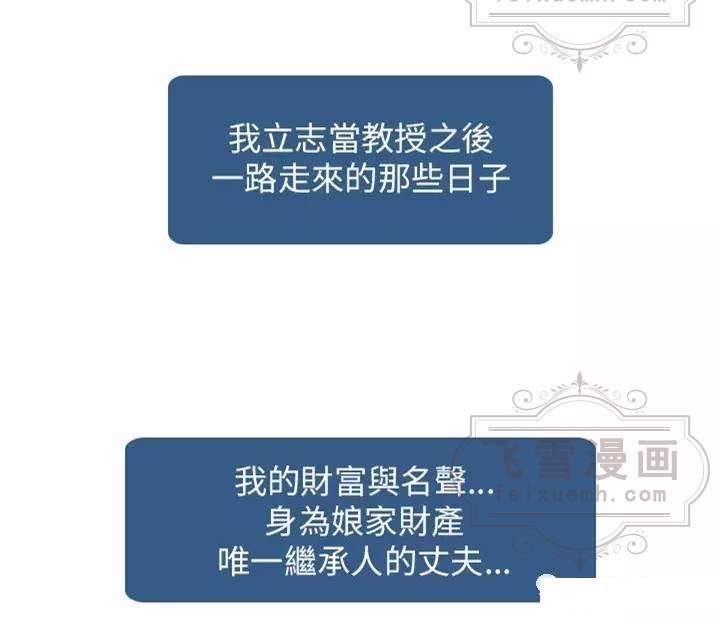 我立志當教授之後
一路走來的那些日子
飞雪漫画
feixuemh.com
我的財富與名聲...
身為娘家財產
唯一繼承人的丈夫...